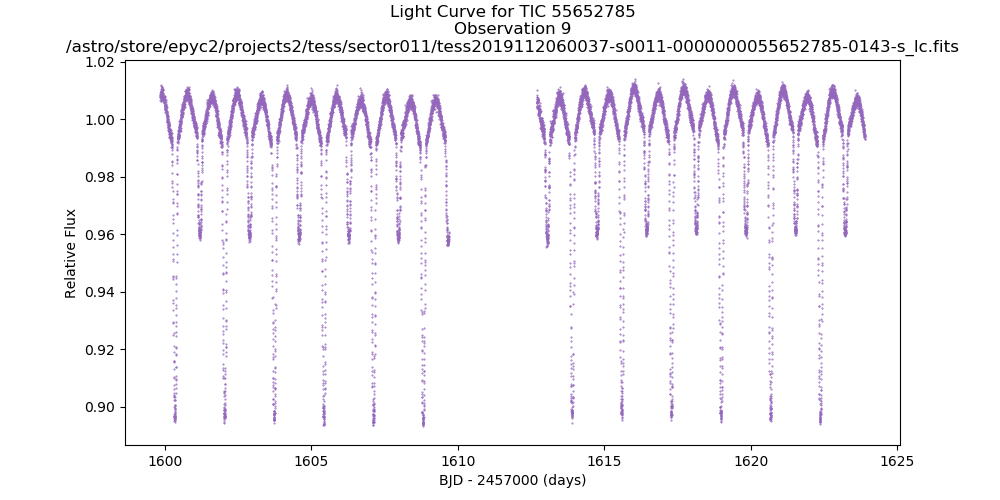 Light Curve for TIC 55652785
Observation 9
/astro/store/epyc2/projects2/tess/sector011/tess2019112060037-s0011-0000000055652785-0143-s_lc.fits
1.02
1.00
0.98
0.96
0.94
0.92
0.90
Relative Flux
1600
1605
1610
1615
1620
1625
BJD - 2457000 (days)